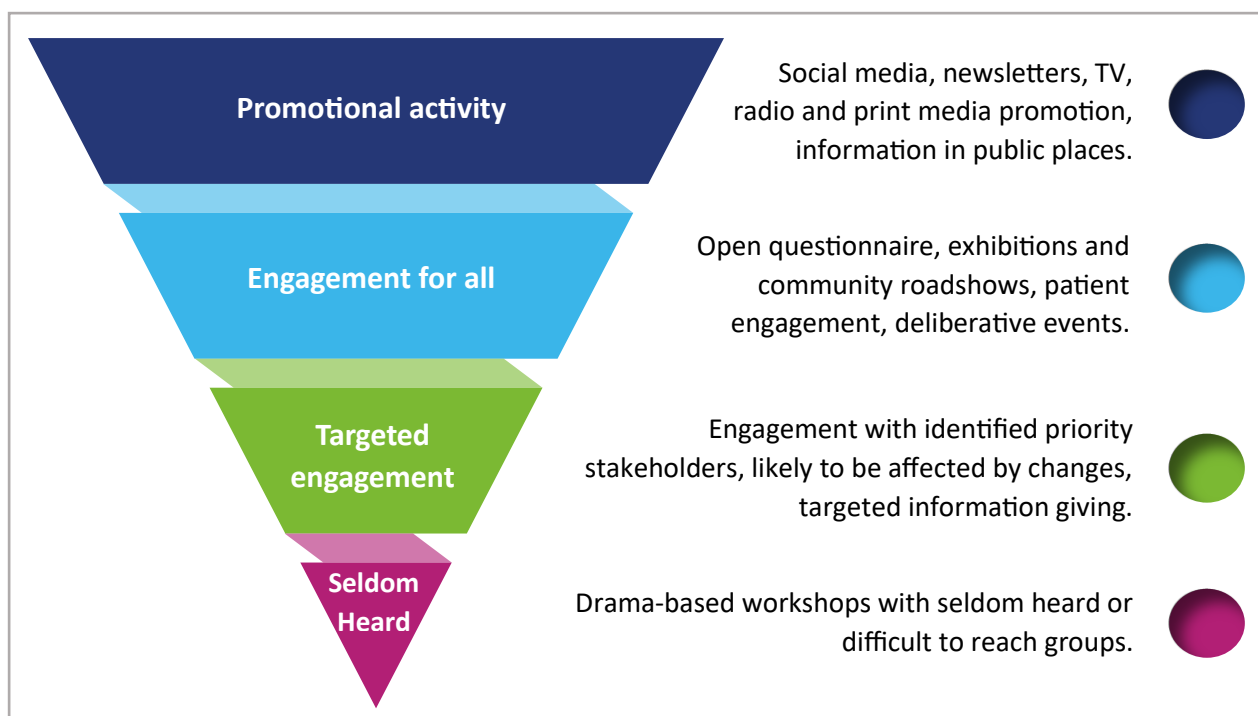 Promotional activity
Social media, newsletters, TV,
radio and print media promotion,
information in public places.
Engagement for all
Open questionnaire, exhibitions and
community roadshows, patient
engagement, deliberative events.
Targeted
engagement
Engagement with identified priority
stakeholders, likely to be affected by changes,
targeted information giving.
Seldom
Heard
Drama-based workshops with seldom heard or
difficult to reach groups.